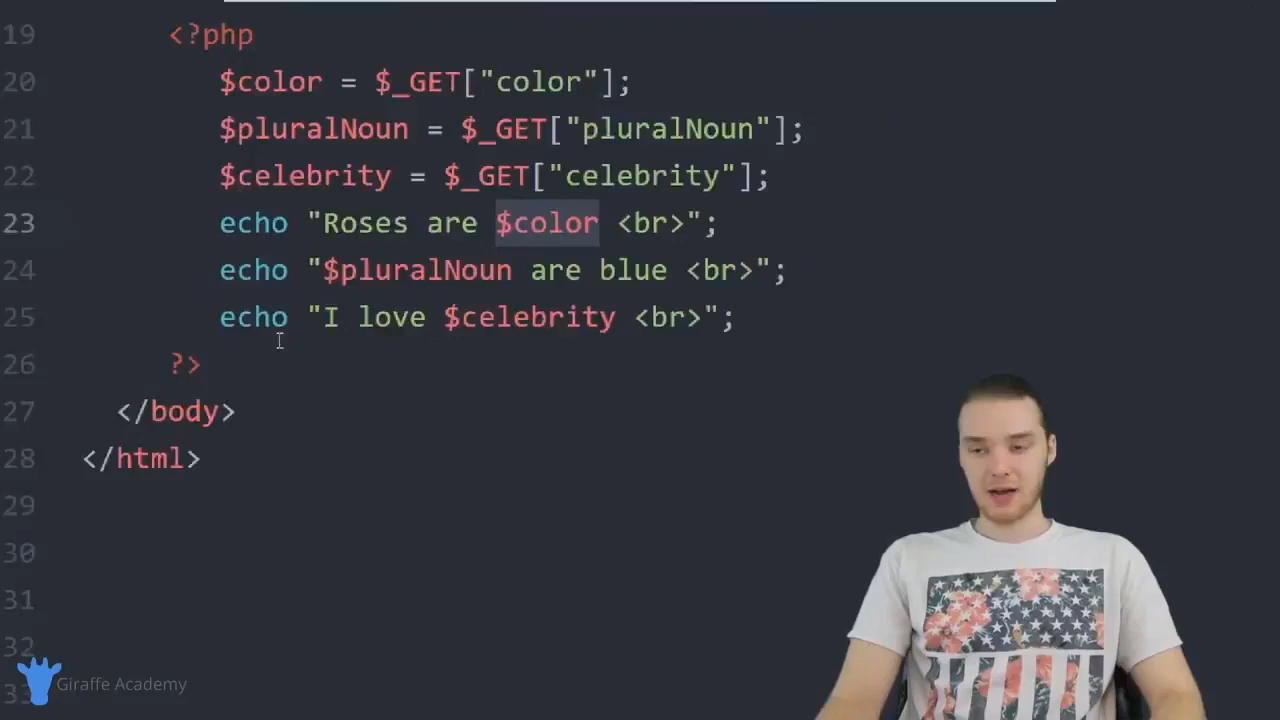 19 <?php
20 $color = $_GET["color"];
21 $pluralNoun = $_GET["pluralNoun"];
22 $celebrity = $_GET["celebrity"];
23 echo "Roses are $color <br>";
24 echo "$pluralNoun are blue <br>";
25 echo "I love $celebrity <br>";
26 ?>
27 </body>
28 </html>
29
30
31
32
Giraffe Academy